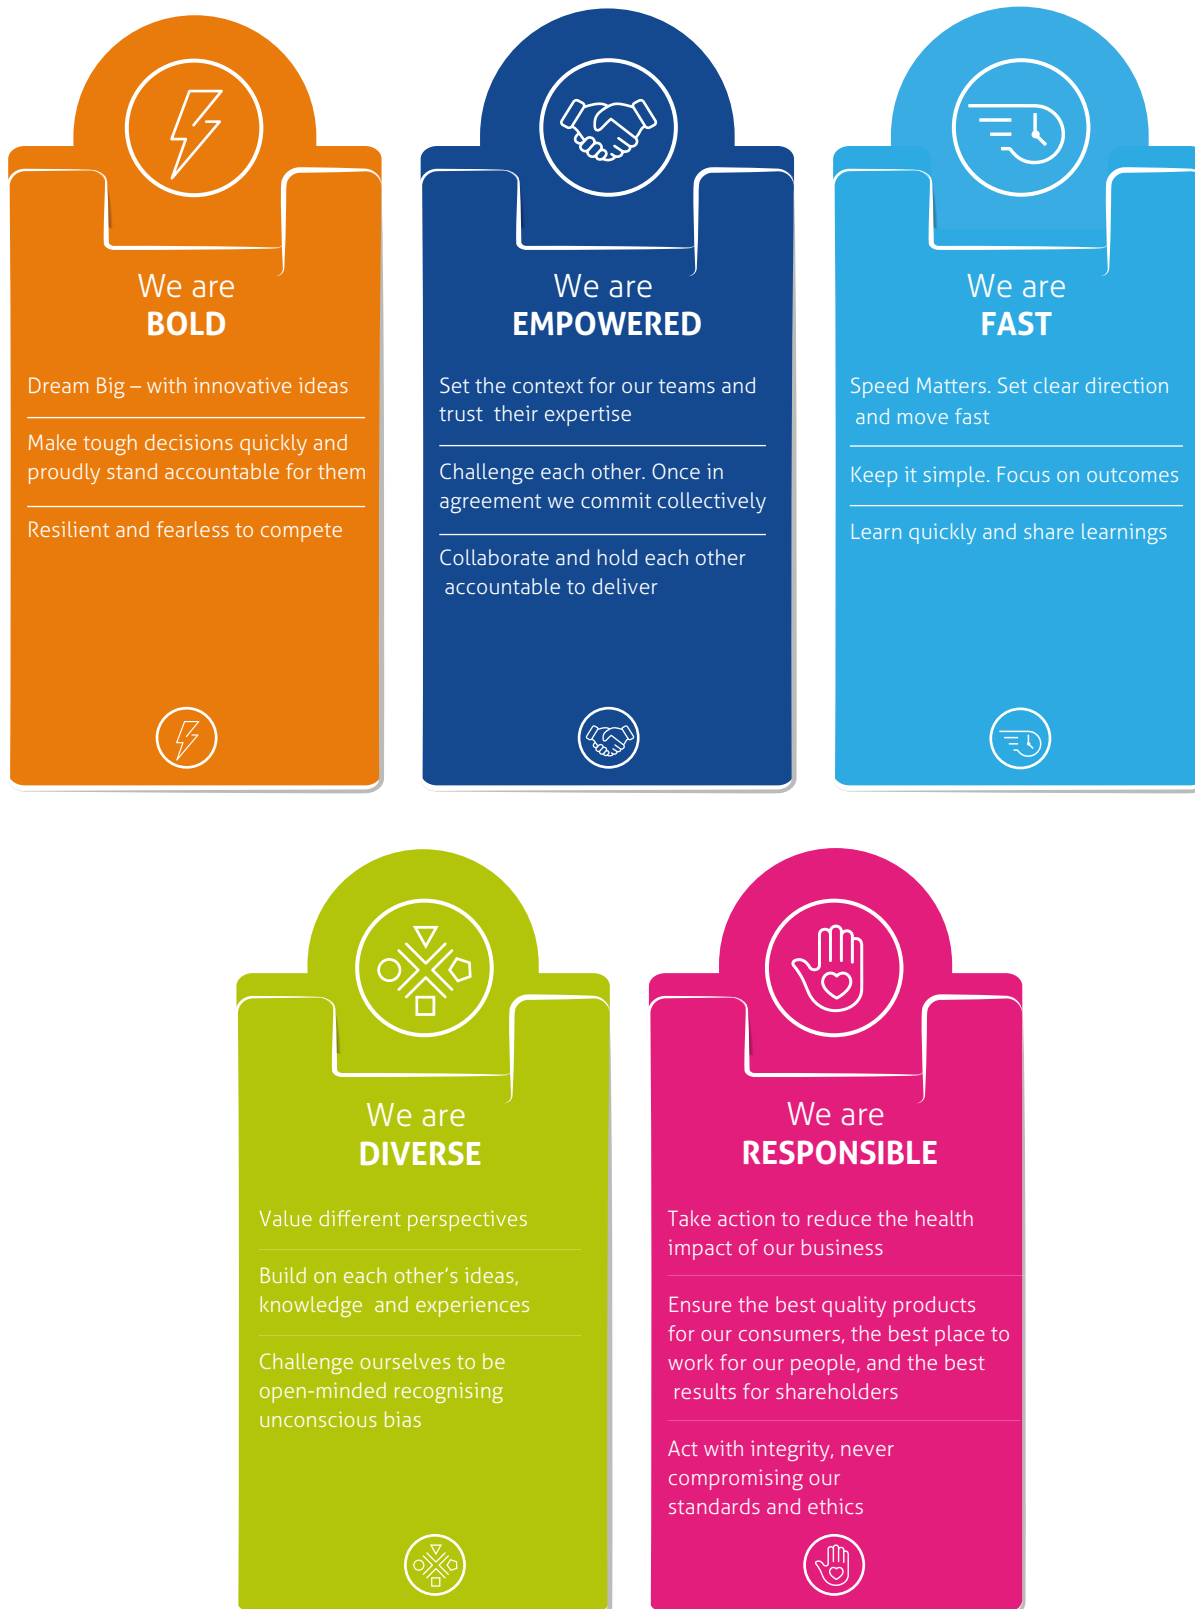 We are
BOLD
Dream Big – with innovative ideas
Make tough decisions quickly and
proudly stand accountable for them
Resilient and fearless to compete
We are
EMPOWERED
Set the context for our teams and
trust their expertise
Challenge each other. Once in
agreement we commit collectively
Collaborate and hold each other
accountable to deliver
We are
FAST
Speed Matters. Set clear direction
and move fast
Keep it simple. Focus on outcomes
Learn quickly and share learnings
We are
DIVERSE
Value different perspectives
Build on each other’s ideas,
knowledge and experiences
Challenge ourselves to be
open-minded recognising
unconscious bias
We are
RESPONSIBLE
Take action to reduce the health
impact of our business
Ensure the best quality products
for our consumers, the best place to
work for our people, and the best
results for shareholders
Act with integrity, never
compromising our
standards and ethics